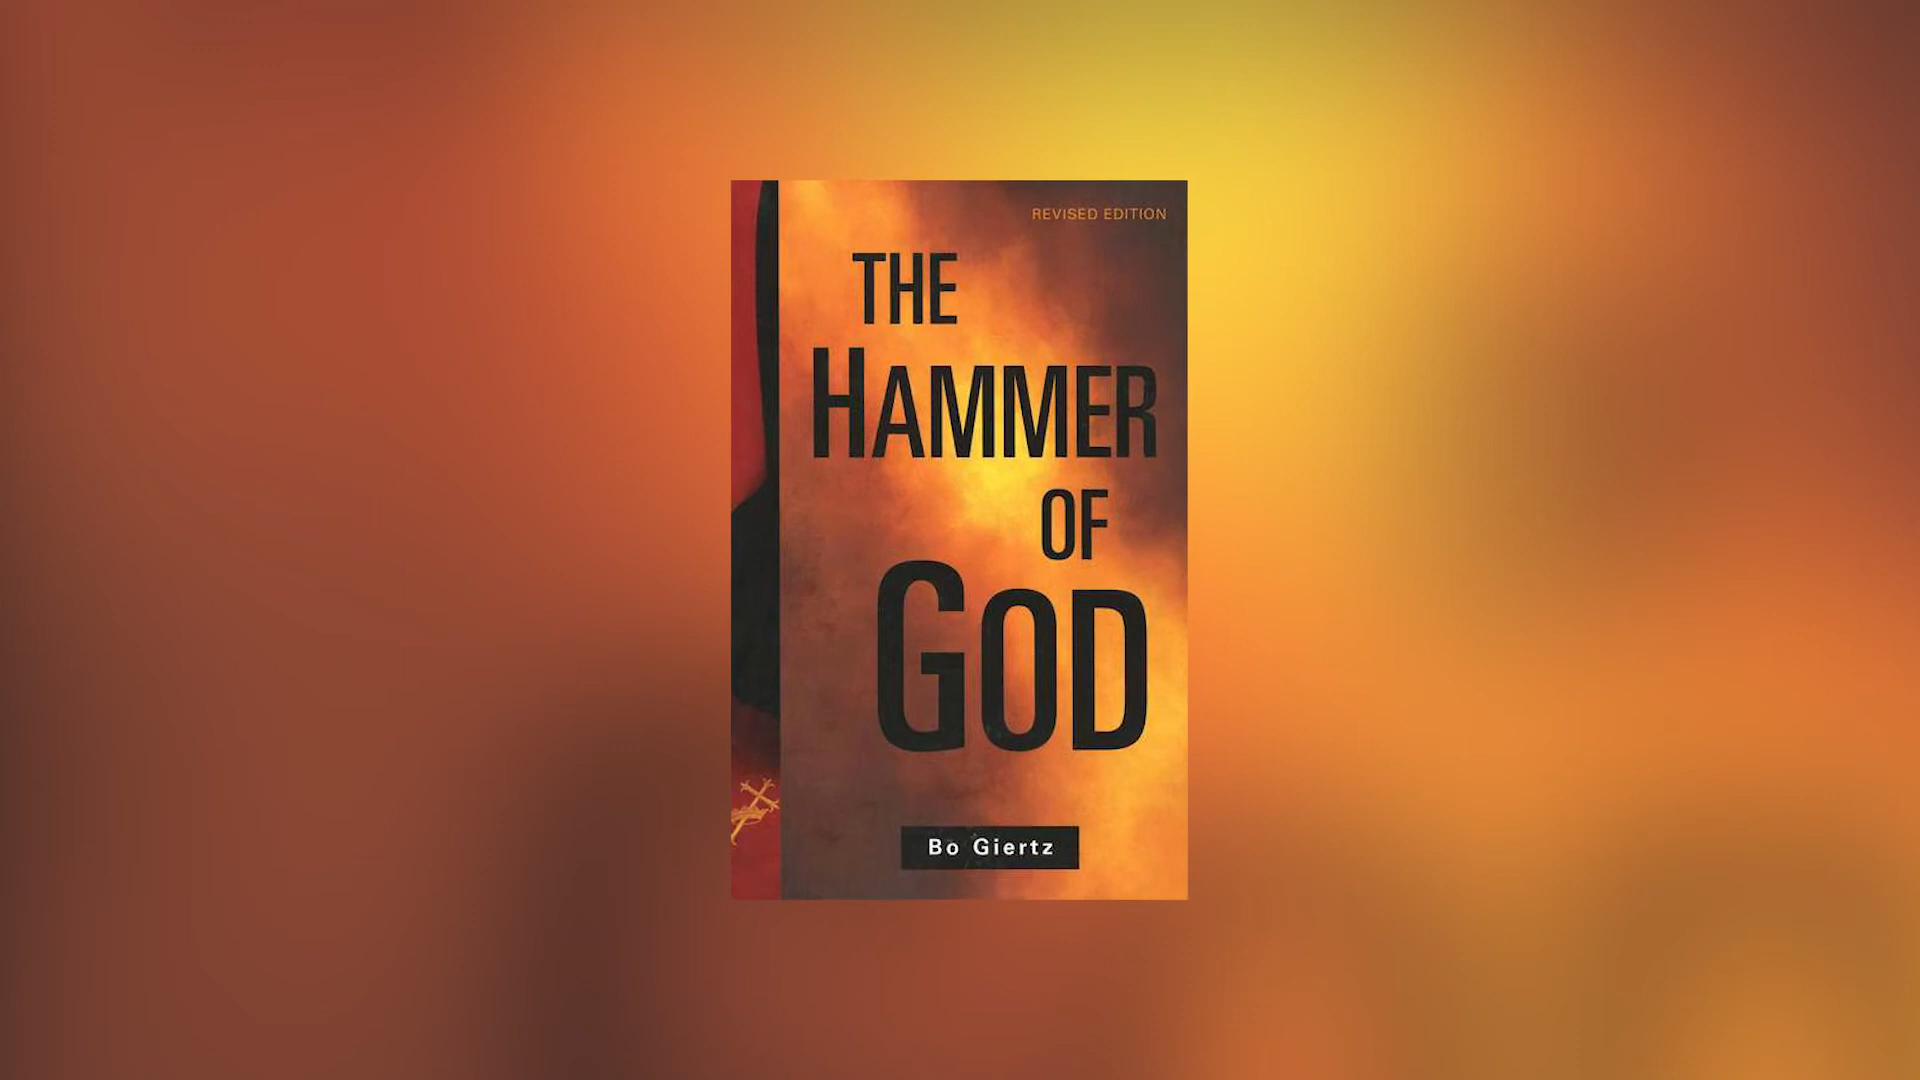 REVISED EDITION
THE
HAMMER
OF
GOD
Bo Giertz